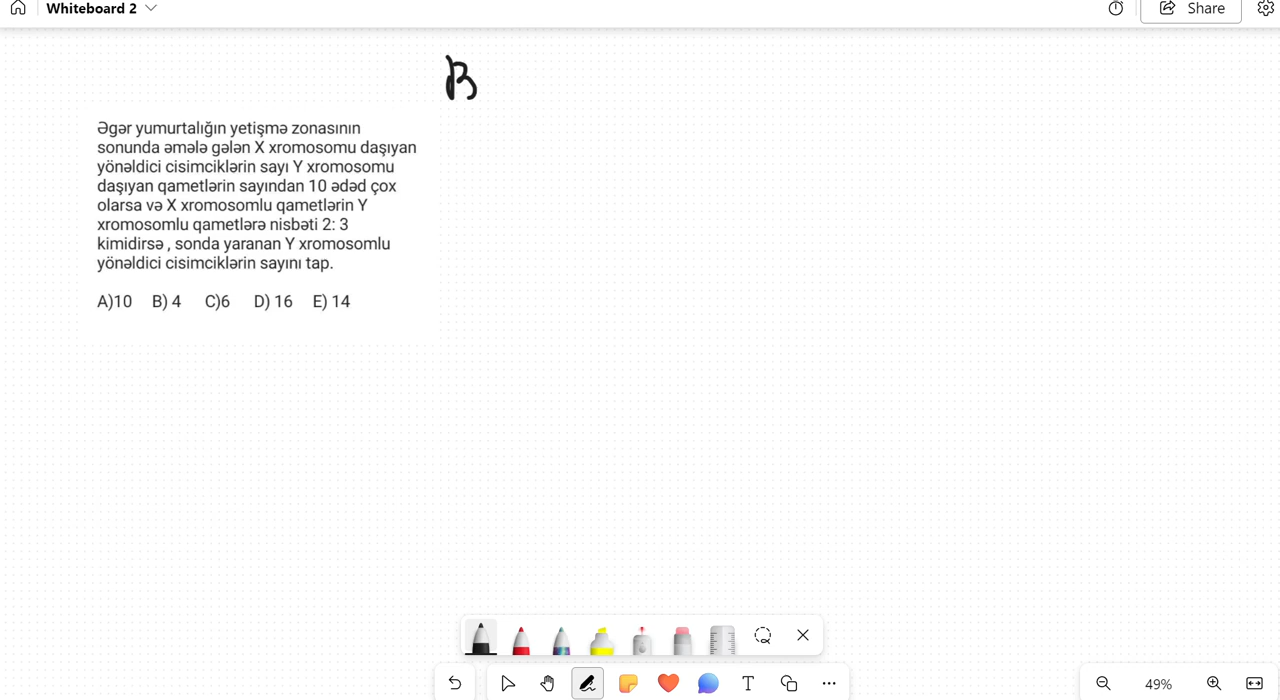 Whiteboard 2
Share
B
Əgər yumurtalığın yetişmə zonasının
sonunda əmələ gələn X xromosomu daşıyan
yönəldici cisimciklərin sayı Y xromosomu
daşıyan qametlərin sayından 10 ədəd çox
olarsa və X xromosomlu qametlərin Y
xromosomlu qametlərə nisbəti 2: 3
kimidirsə , sonda yaranan Y xromosomlu
yönəldici cisimciklərin sayını tap.
A)10 B) 4 C)6 D) 16 E) 14
T
49%